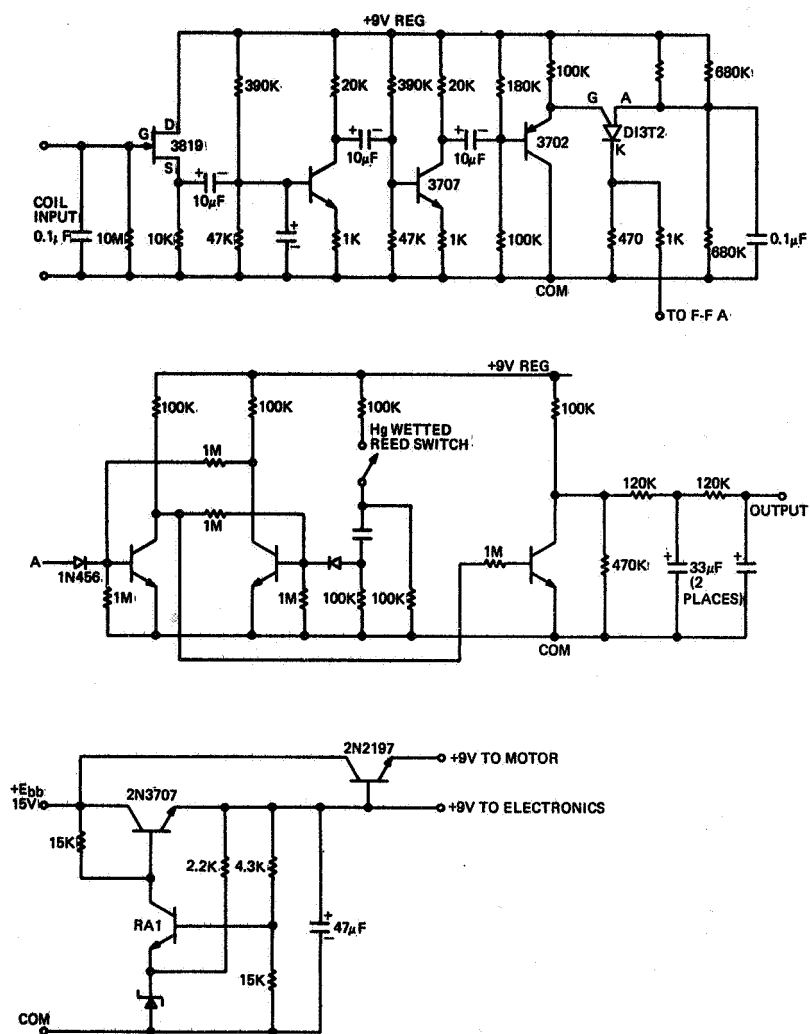 +9V REG
390K
20K
390K
20K
180K
100K
680K
G
D
3819
S
+ −
10µF
+ −
10µF
3707
+ −
10µF
3702
G
A
DI3T2
K
COIL
INPUT
0.1µF
10M
10K
47K
+
−
1K
47K
1K
100K
470
1K
680K
0.1µF
COM
TO F-F A
+9V REG
100K
100K
100K
100K
Hg WETTED
REED SWITCH
1M
1M
120K
120K
OUTPUT
A
1N456
1M
1M
100K
100K
1M
470K
+
33µF
(2
PLACES)
+
COM
2N2197
+9V TO MOTOR
+Ebb
15V
2N3707
+9V TO ELECTRONICS
15K
2.2K
4.3K
RA1
+
−
47µF
15K
COM